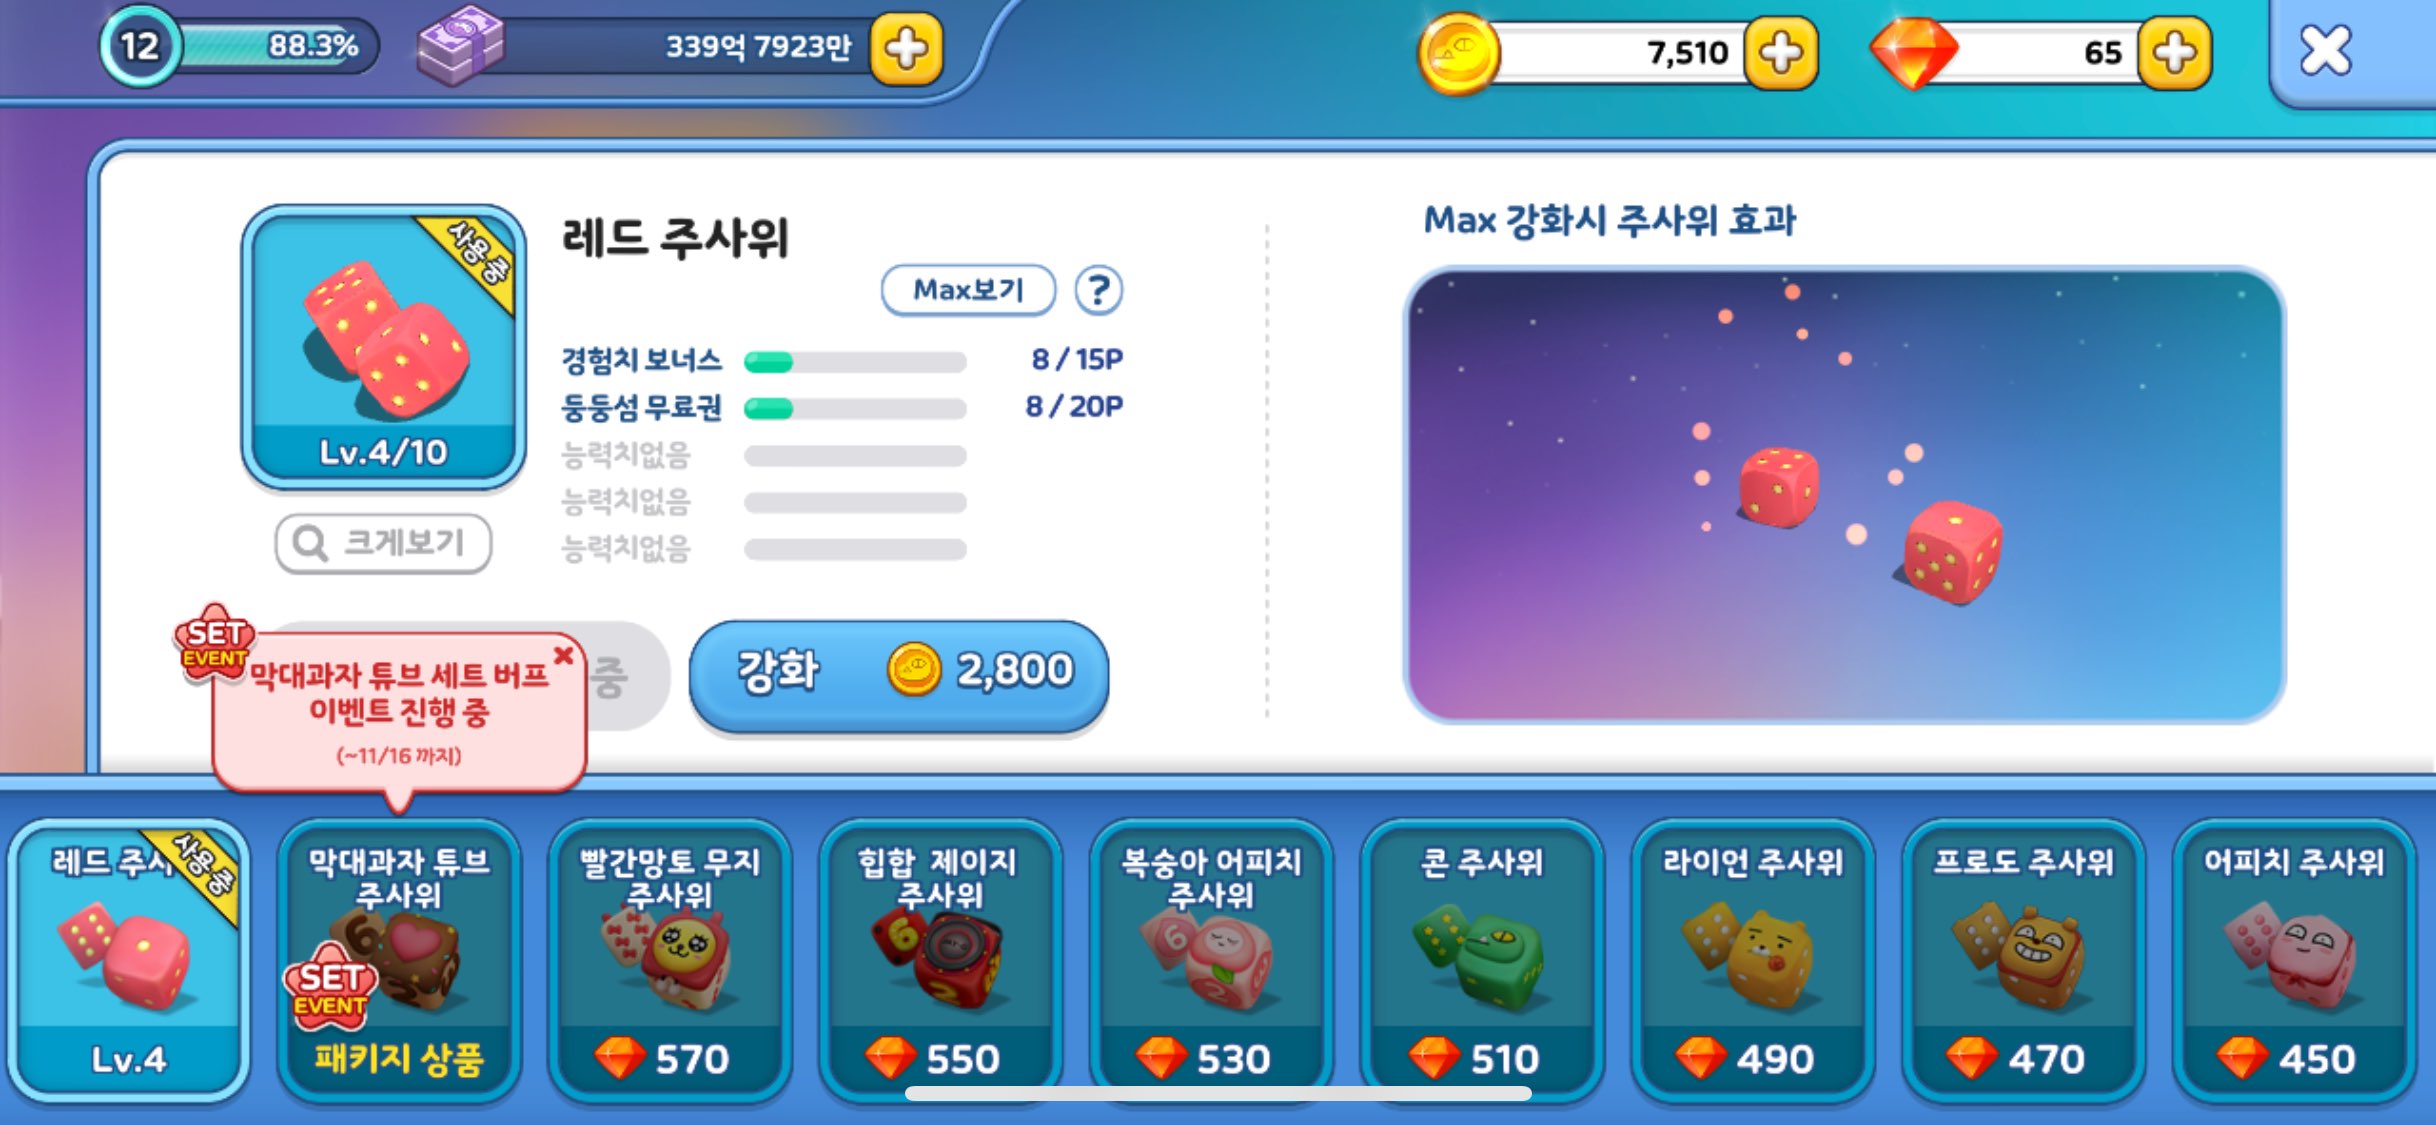 12
88.3%
339억 7923만
7,510
65
레드 주사위
사용 중
Max보기
?
경험치 보너스
8 / 15P
둥둥섬 무료권
8 / 20P
능력치없음
능력치없음
능력치없음
Lv.4/10
크게보기
Max 강화시 주사위 효과
SET
EVENT
막대과자 튜브 세트 버프
이벤트 진행 중
(~11/16 까지)
중
강화
2,800
레드 주사
사용 중
Lv.4
막대과자 튜브
주사위
SET
EVENT
패키지 상품
빨간망토 무지
주사위
570
힙합 제이지
주사위
550
복숭아 어피치
주사위
530
콘 주사위
510
라이언 주사위
490
프로도 주사위
470
어피치 주사위
450